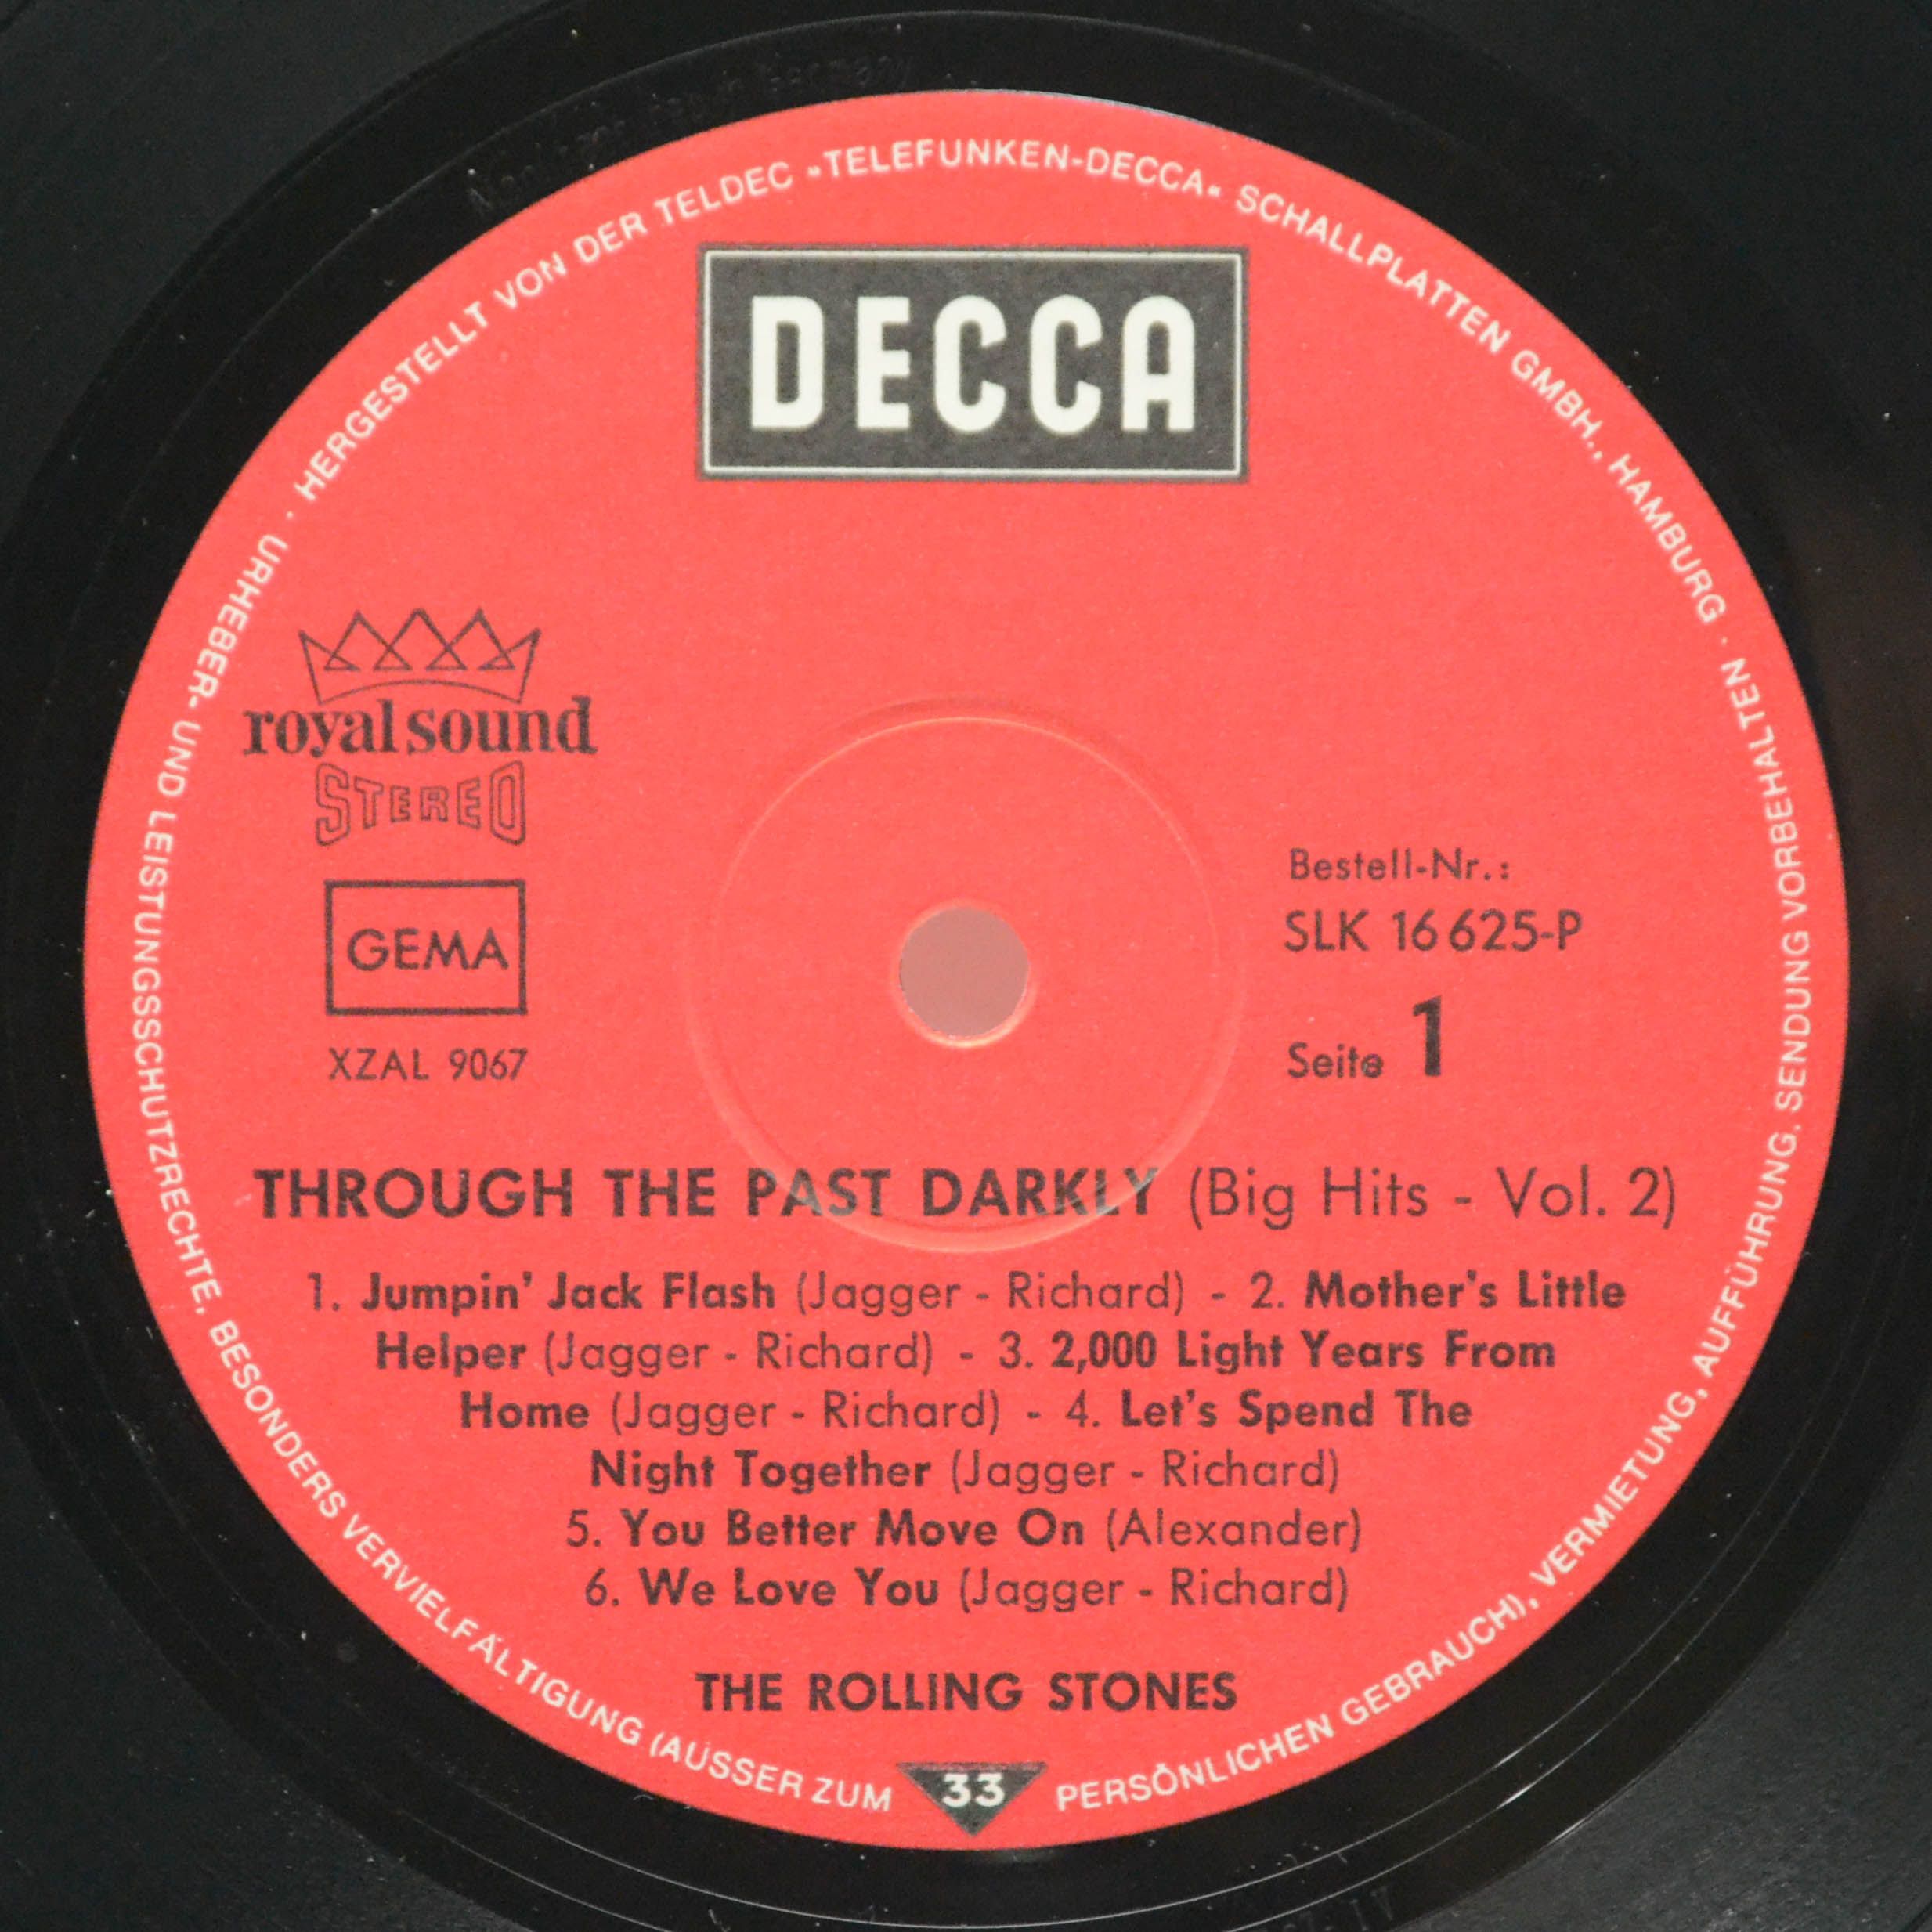 HERGESTELLT VON DER TELDEC »TELEFUNKEN-DECCA« SCHALLPLATTEN GMBH., HAMBURG ·
DECCA
royal sound
STEREO
GEMA
XZAL 9067
Bestell-Nr.:
SLK 16 625-P
Seite 1
THROUGH THE PAST DARKLY (Big Hits - Vol. 2)
1. Jumpin' Jack Flash (Jagger - Richard) - 2. Mother's Little
Helper (Jagger - Richard) - 3. 2,000 Light Years From
Home (Jagger - Richard) - 4. Let's Spend The
Night Together (Jagger - Richard)
5. You Better Move On (Alexander)
6. We Love You (Jagger - Richard)
THE ROLLING STONES
33
URHEBER- UND LEISTUNGSSCHUTZRECHTE, BESONDERS VERVIELFÄLTIGUNG (AUSSER ZUM PERSÖNLICHEN GEBRAUCH), VERMIETUNG, AUFFÜHRUNG, SENDUNG VORBEHALTEN ·